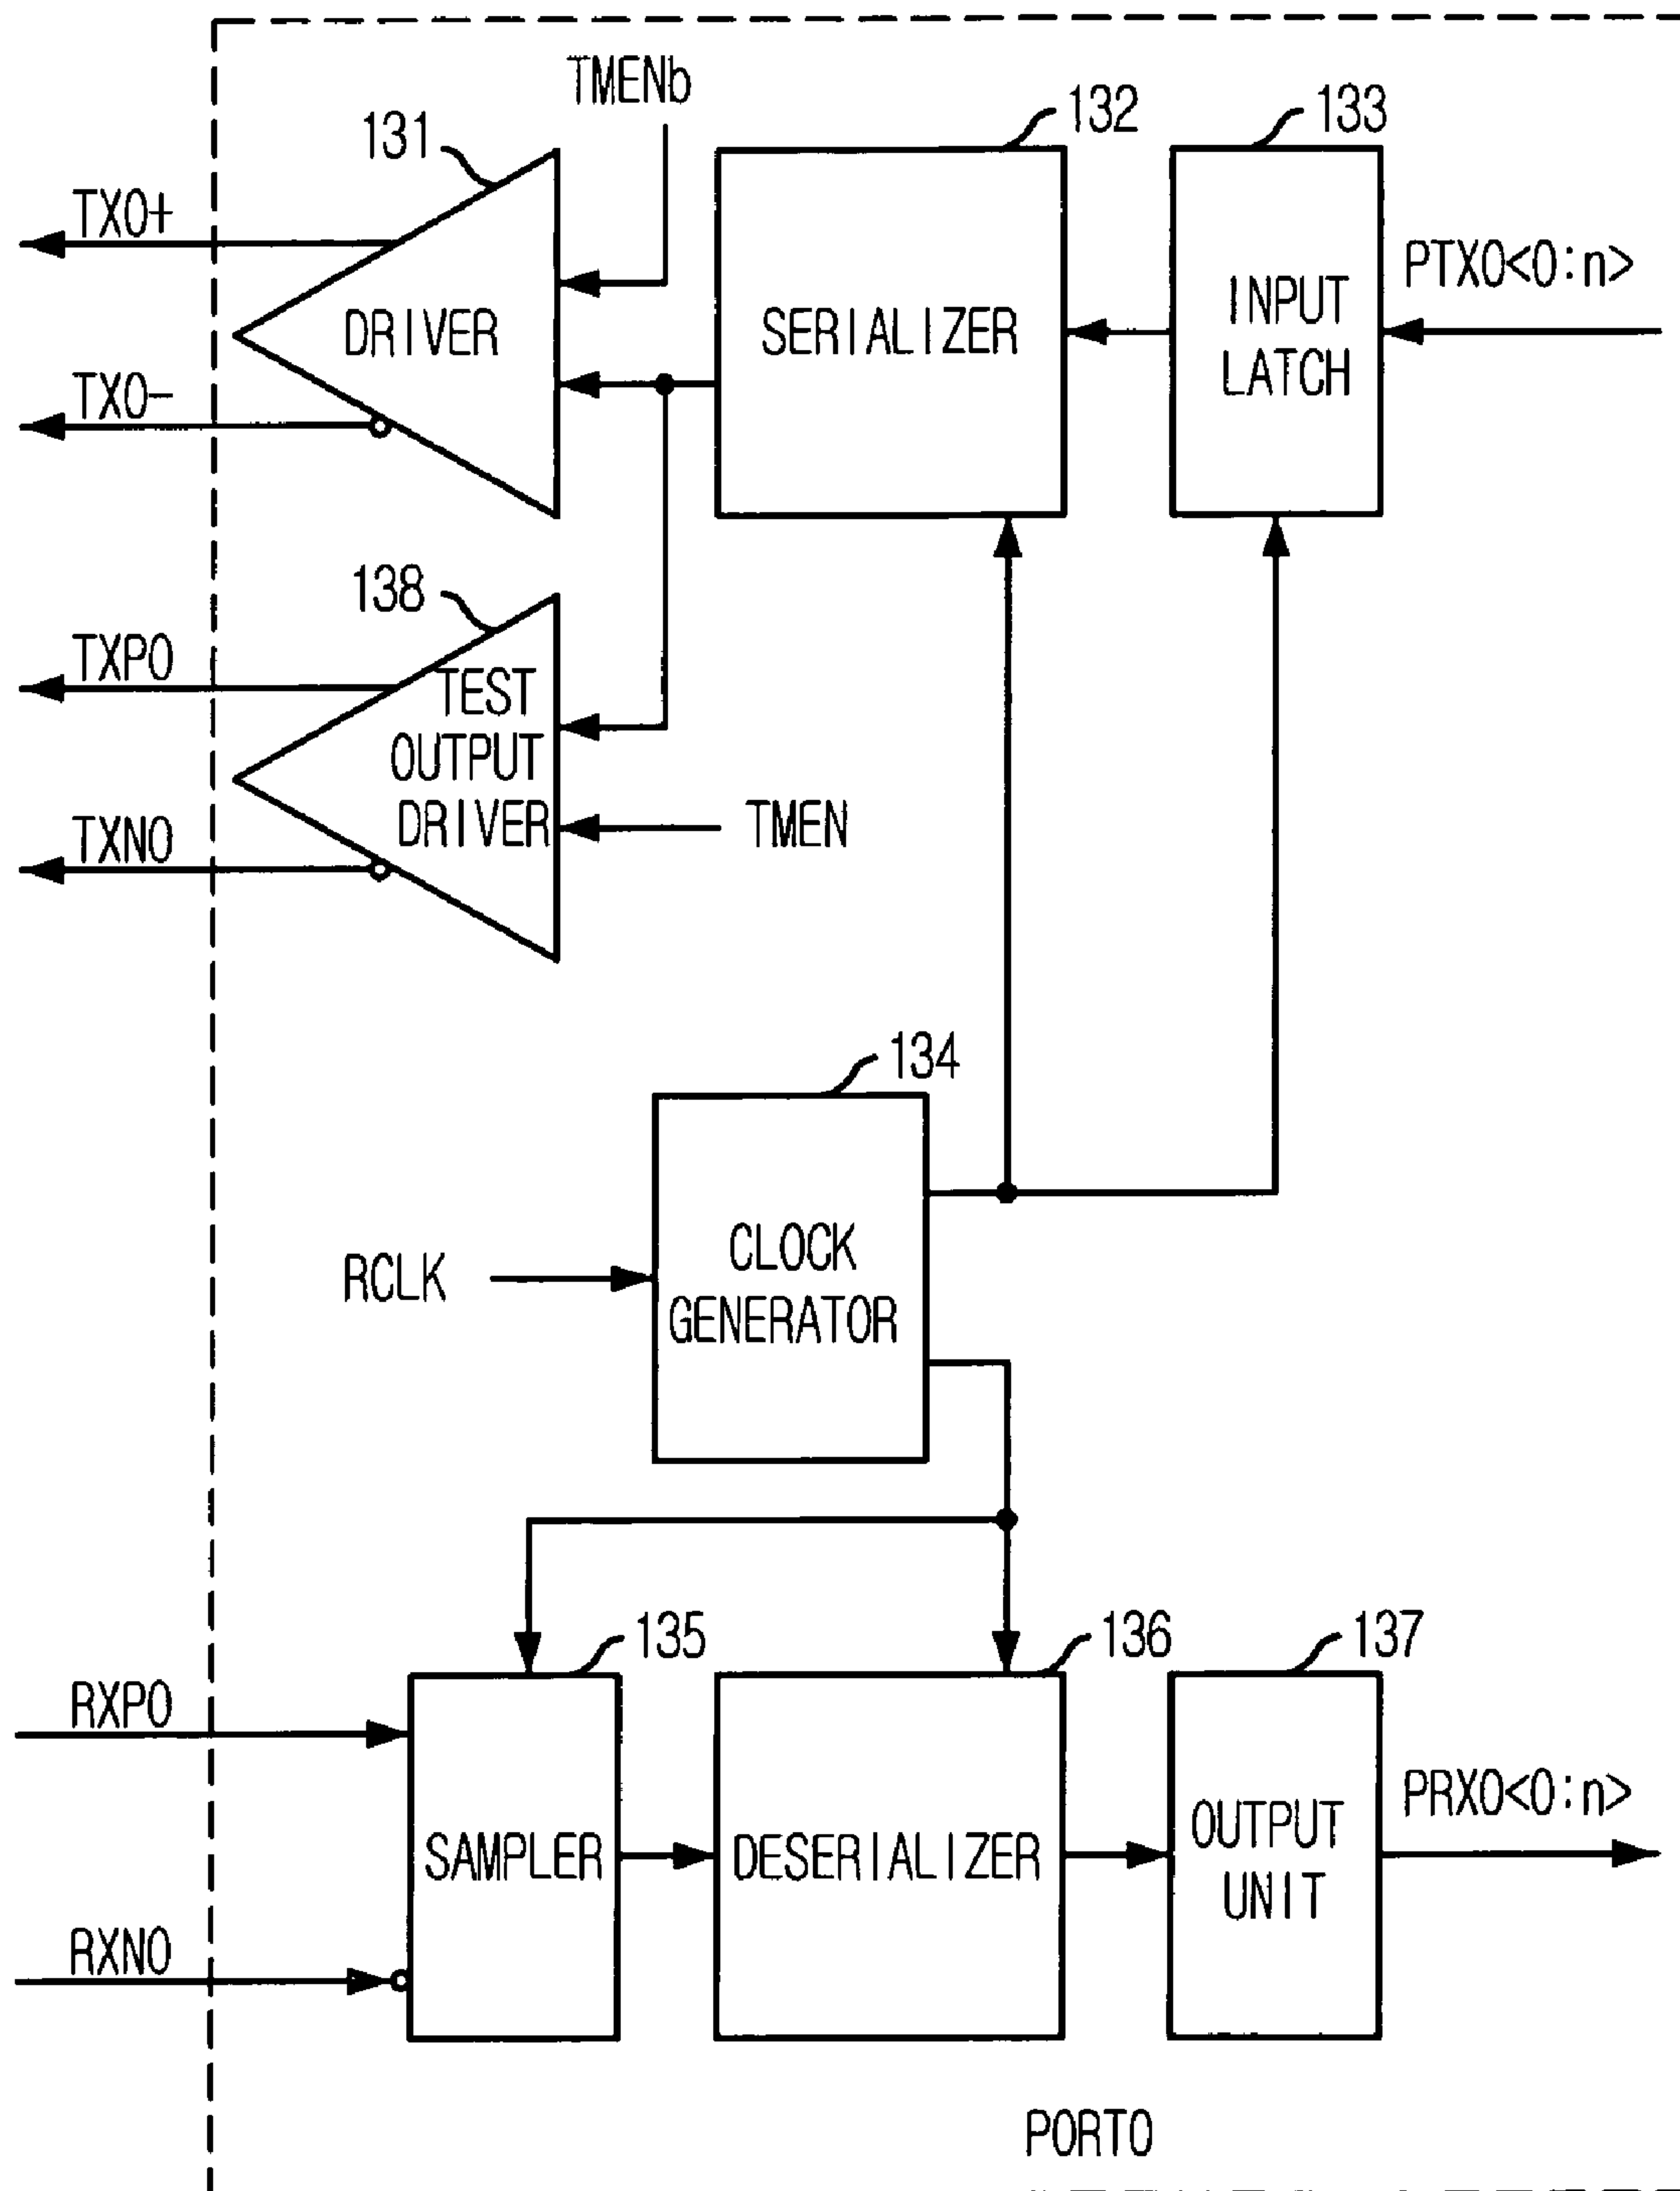 TMENb
131
132
133
TX0+
PTX0<0:n>
DRIVER
SERIALIZER
INPUT
LATCH
TX0-
138
TXP0
TEST
OUTPUT
DRIVER
TMEN
TXN0
134
RCLK
CLOCK
GENERATOR
135
136
137
RXP0
PRX0<0:n>
SAMPLER
DESERIALIZER
OUTPUT
UNIT
RXN0
PORT0